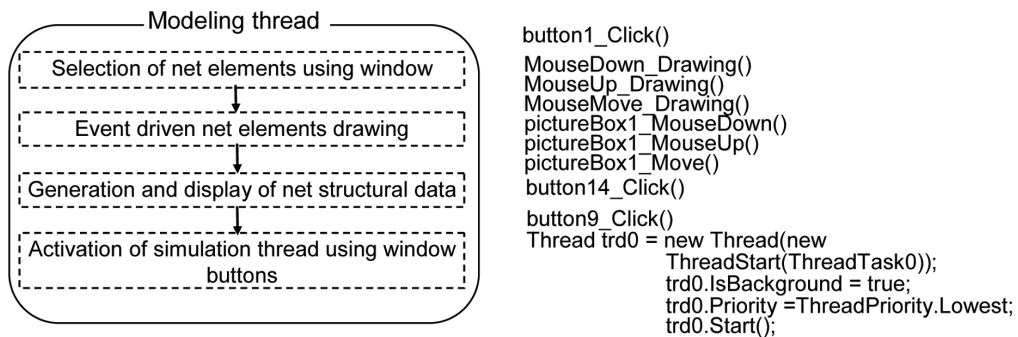 Modeling thread
Selection of net elements using window
Event driven net elements drawing
Generation and display of net structural data
Activation of simulation thread using window
buttons
button1_Click()
MouseDown_Drawing()
MouseUp_Drawing()
MouseMove_Drawing()
pictureBox1_MouseDown()
pictureBox1_MouseUp()
pictureBox1_Move()
button14_Click()
button9_Click()
Thread trd0 = new Thread(new
ThreadStart(ThreadTask0));
trd0.IsBackground = true;
trd0.Priority =ThreadPriority.Lowest;
trd0.Start();